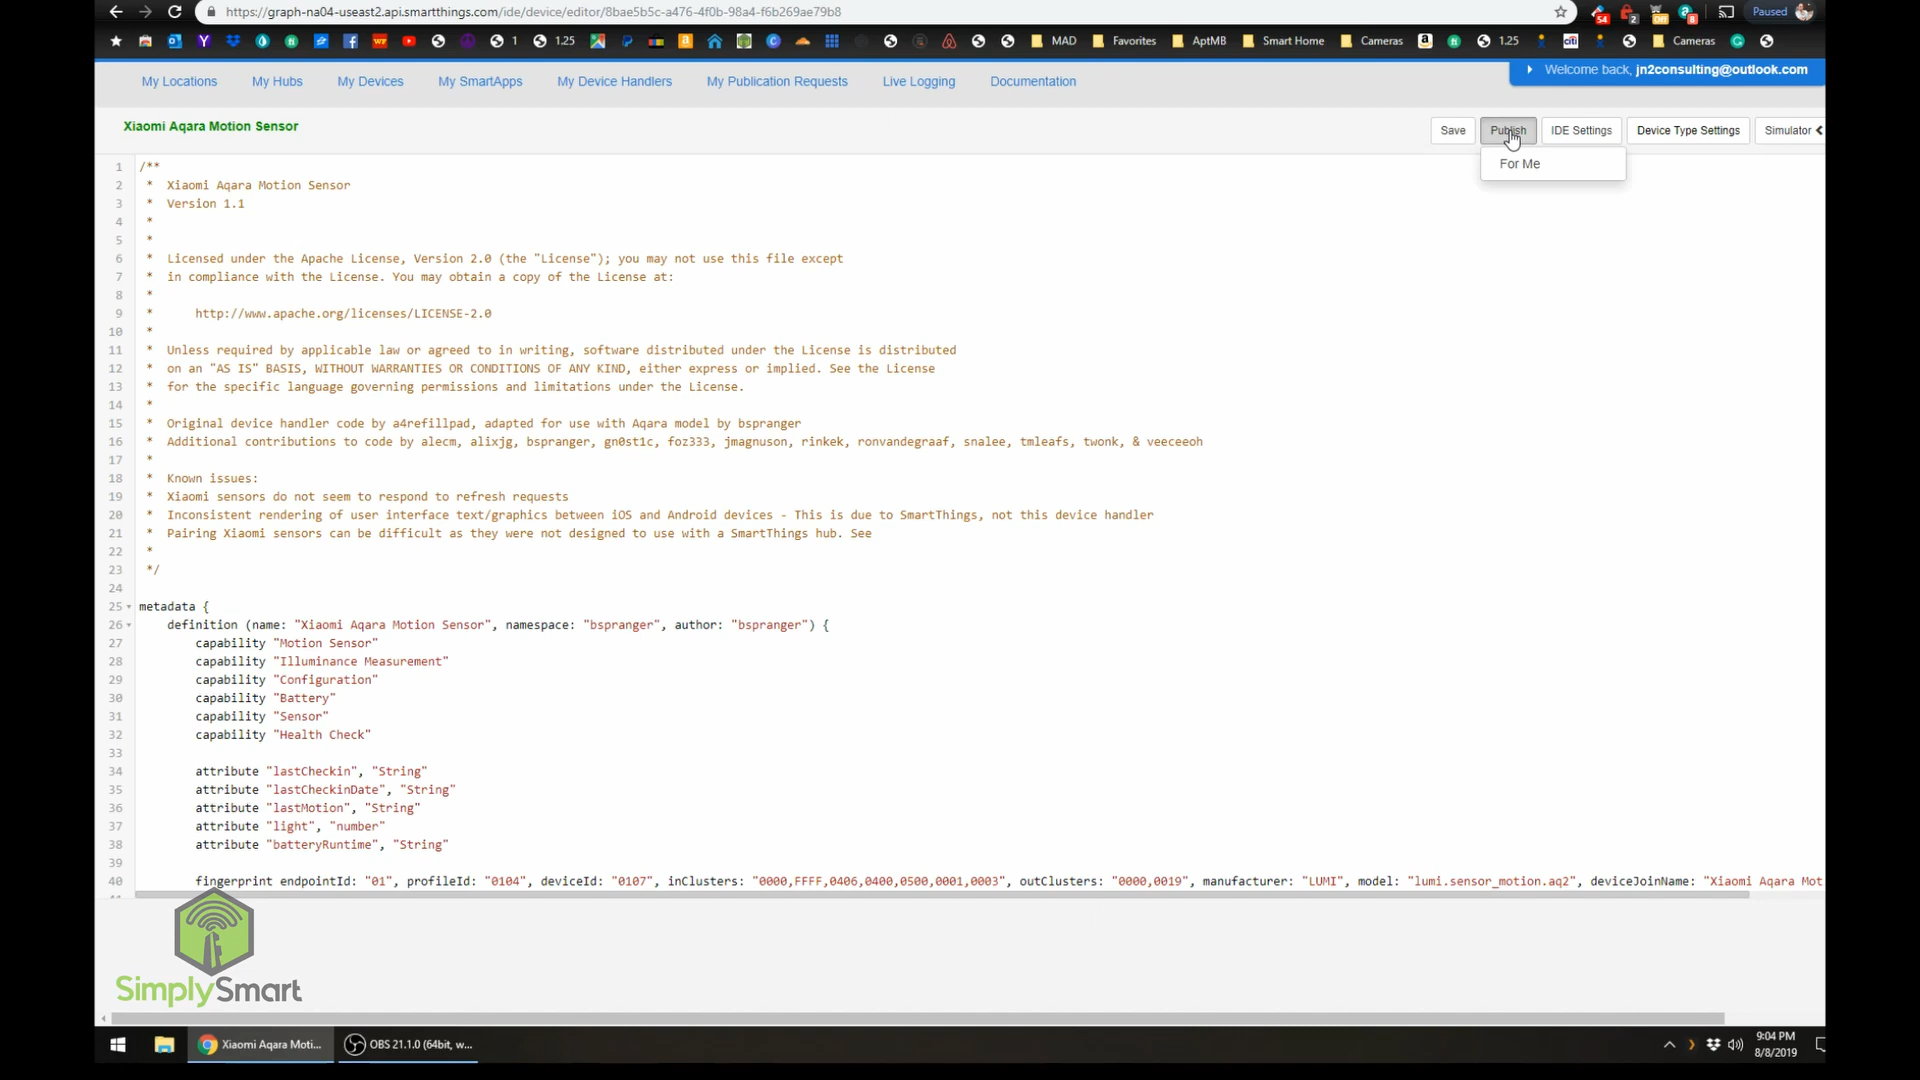 https://graph-na04-useast2.api.smartthings.com/ide/device/editor/8bae5b5c-a476-4f0b-98a4-f6b269ae79b8
54 2 Off 8 Paused
1 1.25 MAD Favorites AptMB Smart Home Cameras 1.25 citi Cameras
My Locations My Hubs My Devices My SmartApps My Device Handlers My Publication Requests Live Logging Documentation
Welcome back, jn2consulting@outlook.com
Xiaomi Aqara Motion Sensor
Save Publish IDE Settings Device Type Settings Simulator
For Me
1 /**
2 * Xiaomi Aqara Motion Sensor
3 * Version 1.1
4 *
5 *
6 * Licensed under the Apache License, Version 2.0 (the "License"); you may not use this file except
7 * in compliance with the License. You may obtain a copy of the License at:
8 *
9 * http://www.apache.org/licenses/LICENSE-2.0
10 *
11 * Unless required by applicable law or agreed to in writing, software distributed under the License is distributed
12 * on an "AS IS" BASIS, WITHOUT WARRANTIES OR CONDITIONS OF ANY KIND, either express or implied. See the License
13 * for the specific language governing permissions and limitations under the License.
14 *
15 * Original device handler code by a4refillpad, adapted for use with Aqara model by bspranger
16 * Additional contributions to code by alecm, alixjg, bspranger, gn0st1c, foz333, jmagnuson, rinkek, ronvandegraaf, snalee, tmleafs, twonk, & veeceeoh
17 *
18 * Known issues:
19 * Xiaomi sensors do not seem to respond to refresh requests
20 * Inconsistent rendering of user interface text/graphics between iOS and Android devices - This is due to SmartThings, not this device handler
21 * Pairing Xiaomi sensors can be difficult as they were not designed to use with a SmartThings hub. See
22 *
23 */
24
25 metadata {
26 definition (name: "Xiaomi Aqara Motion Sensor", namespace: "bspranger", author: "bspranger") {
27 capability "Motion Sensor"
28 capability "Illuminance Measurement"
29 capability "Configuration"
30 capability "Battery"
31 capability "Sensor"
32 capability "Health Check"
33
34 attribute "lastCheckin", "String"
35 attribute "lastCheckinDate", "String"
36 attribute "lastMotion", "String"
37 attribute "light", "number"
38 attribute "batteryRuntime", "String"
39
40 fingerprint endpointId: "01", profileId: "0104", deviceId: "0107", inClusters: "0000,FFFF,0406,0400,0500,0001,0003", outClusters: "0000,0019", manufacturer: "LUMI", model: "lumi.sensor_motion.aq2", deviceJoinName: "Xiaomi Aqara Mot
SimplySmart
Xiaomi Aqara Moti... OBS 21.1.0 (64bit, w...
9:04 PM
8/8/2019